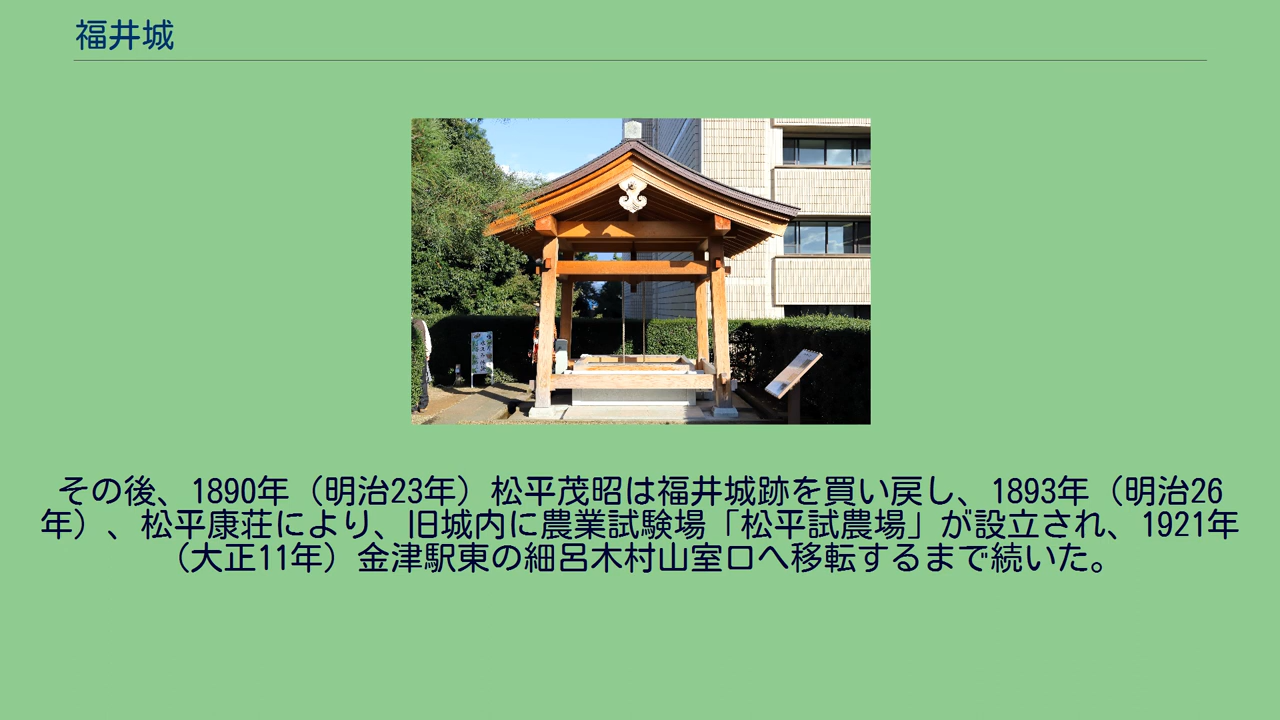 福井城
その後、1890年（明治23年）松平茂昭は福井城跡を買い戻し、1893年（明治26
年）、松平康荘により、旧城内に農業試験場「松平試農場」が設立され、1921年
（大正11年）金津駅東の細呂木村山室口へ移転するまで続いた。